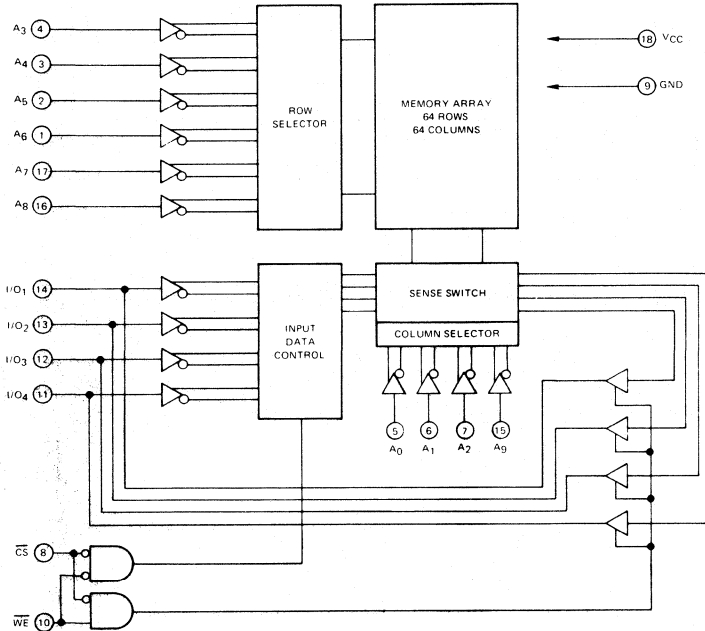 A3 4
A4 3
A5 2
A6 1
A7 17
A8 16
ROW
SELECTOR
MEMORY ARRAY
64 ROWS
64 COLUMNS
18 VCC
9 GND
I/O1 14
I/O2 13
I/O3 12
I/O4 11
INPUT
DATA
CONTROL
SENSE SWITCH
COLUMN SELECTOR
5 6 7 15
A0 A1 A2 A9
CS 8
WE 10